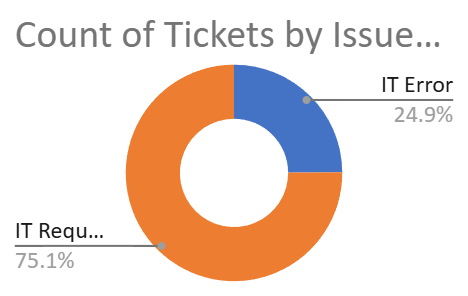 Count of Tickets by Issue...
IT Error
24.9%
IT Requ...
75.1%